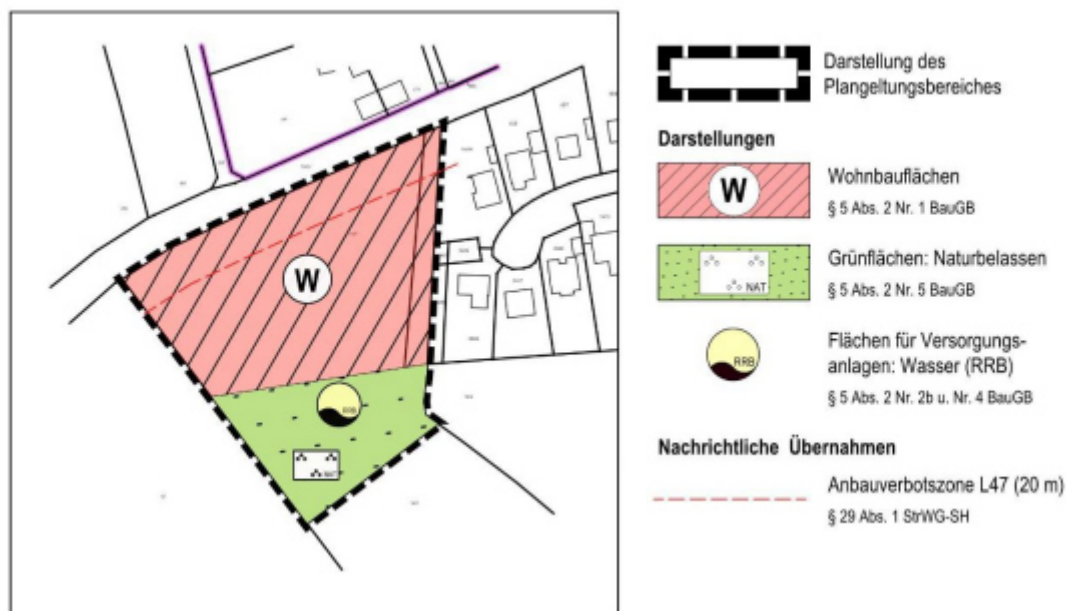 W
RRB
NAT
Darstellung des
Plangeltungsbereiches
Darstellungen
W
Wohnbauflächen
§ 5 Abs. 2 Nr. 1 BauGB
NAT
Grünflächen: Naturbelassen
§ 5 Abs. 2 Nr. 5 BauGB
RRB
Flächen für Versorgungs-
anlagen: Wasser (RRB)
§ 5 Abs. 2 Nr. 2b u. Nr. 4 BauGB
Nachrichtliche Übernahmen
Anbauverbotszone L47 (20 m)
§ 29 Abs. 1 StrWG-SH